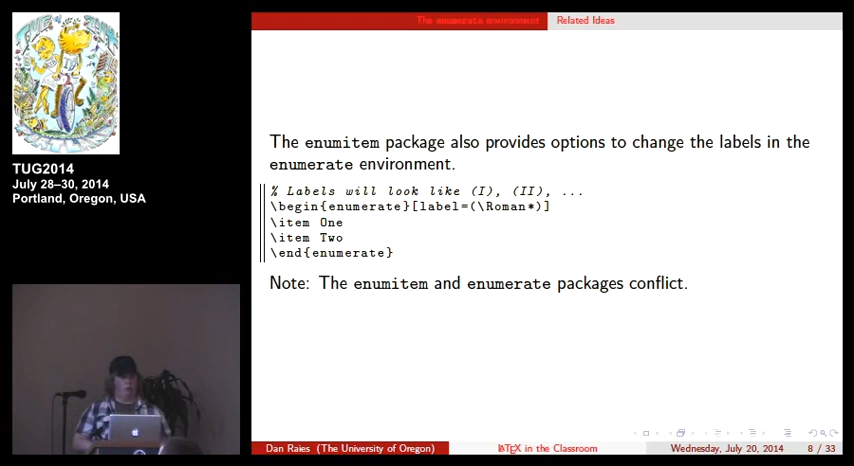 The enumerate environment
Related Ideas
TUG2014
July 28–30, 2014
Portland, Oregon, USA
The enumitem package also provides options to change the labels in the
enumerate environment.
% Labels will look like (I), (II), ...
\begin{enumerate}[label=(\Roman*)]
\item One
\item Two
\end{enumerate}
Note: The enumitem and enumerate packages conflict.
Dan Raies (The University of Oregon)
LATEX in the Classroom
Wednesday, July 20, 2014
8 / 33